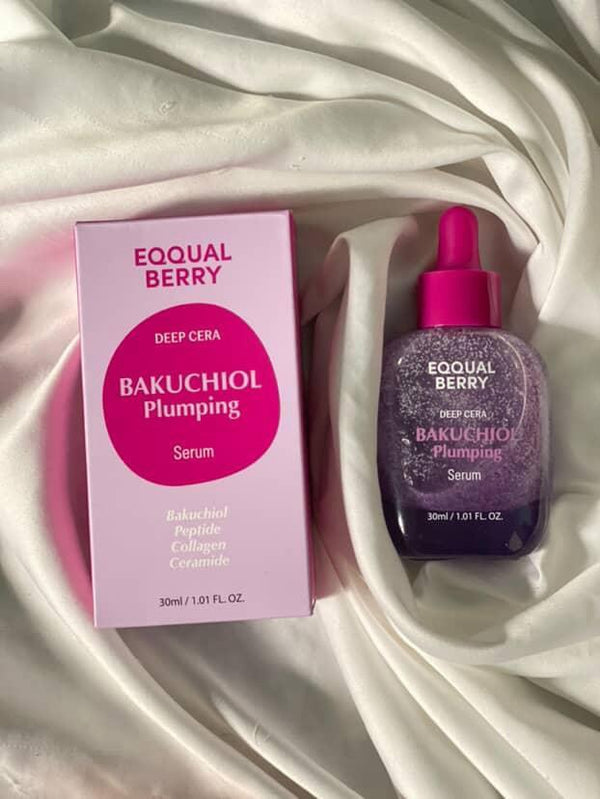 EQQUAL
BERRY
DEEP CERA
BAKUCHIOL
Plumping
Serum
Bakuchiol
Peptide
Collagen
Ceramide
30ml / 1.01 FL. OZ.
EQQUAL
BERRY
DEEP CERA
BAKUCHIOL
Plumping
Serum
30ml / 1.01 FL. OZ.